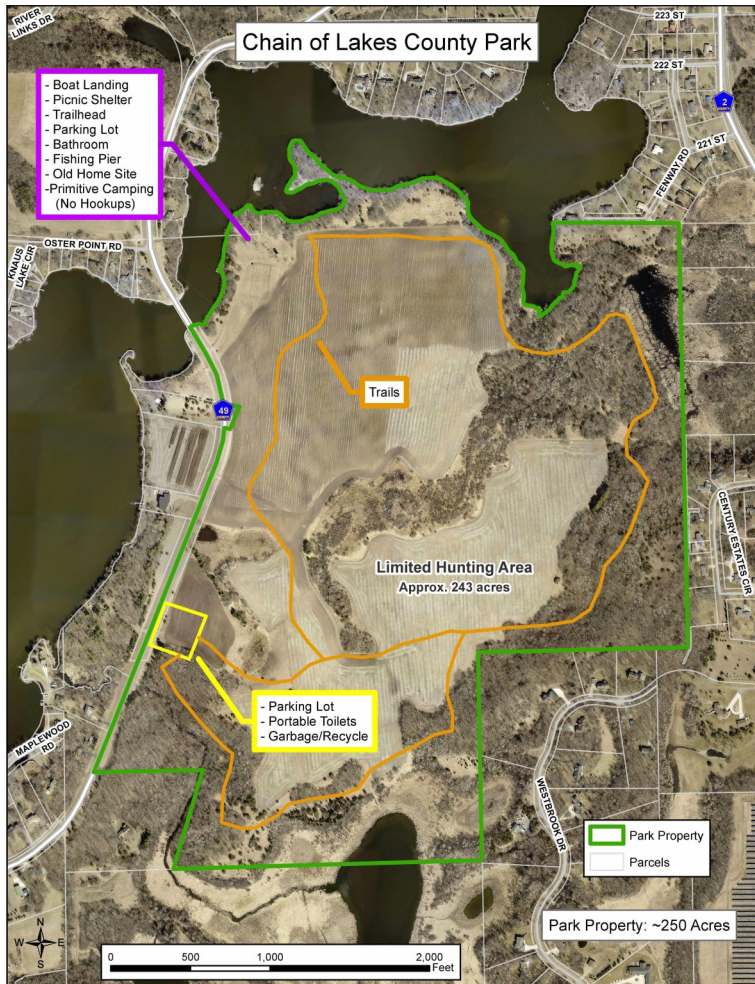 Chain of Lakes County Park
RIVER
LINKS DR
223 ST
222 ST
2
221 ST
FENWAY RD
- Boat Landing
- Picnic Shelter
- Trailhead
- Parking Lot
- Bathroom
- Fishing Pier
- Old Home Site
-Primitive Camping
(No Hookups)
OSTER POINT RD
KNAUS
LAKE CIR
Trails
49
CENTURY ESTATES CIR
Limited Hunting Area
Approx. 243 acres
- Parking Lot
- Portable Toilets
- Garbage/Recycle
MAPLEWOOD
RD
WESTBROOK DR
Park Property
Parcels
Park Property: ~250 Acres
N
W E
S
0 500 1,000 2,000
Feet